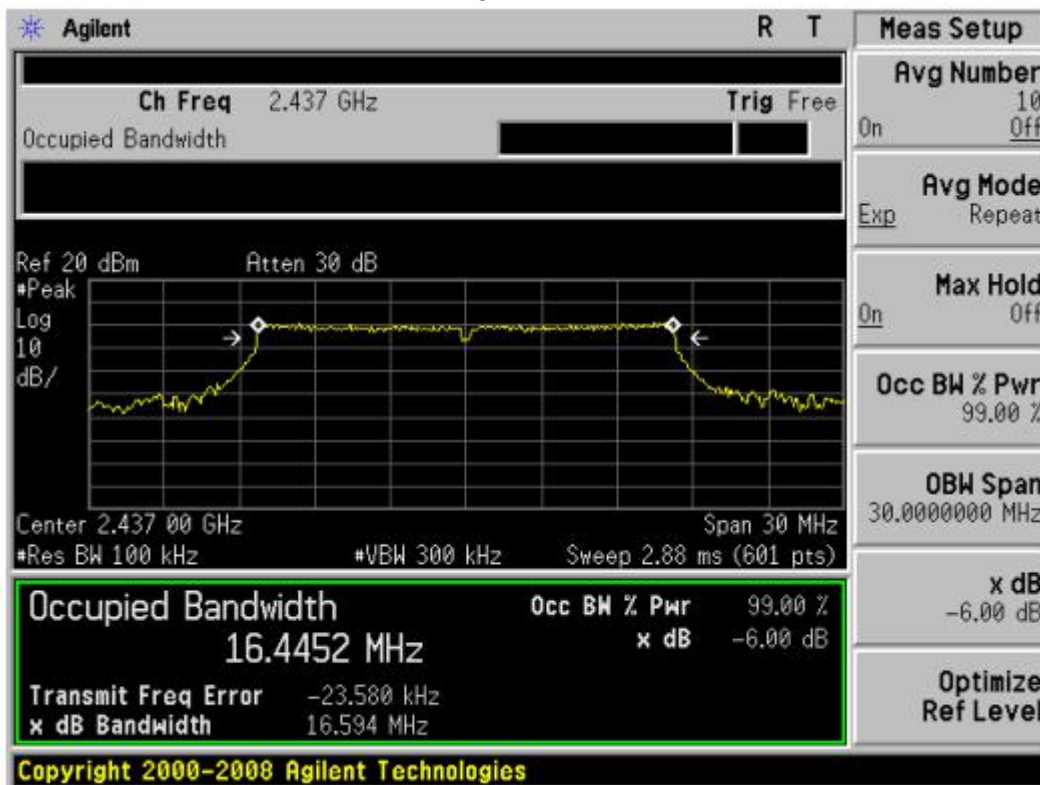 Agilent R T
Ch Freq 2.437 GHz Trig Free
Occupied Bandwidth
Ref 20 dBm Atten 30 dB
#Peak
Log
10
dB/
Center 2.437 00 GHz Span 30 MHz
#Res BW 100 kHz #VBW 300 kHz Sweep 2.88 ms (601 pts)
Occupied Bandwidth Occ BW % Pwr 99.00 %
16.4452 MHz x dB -6.00 dB
Transmit Freq Error -23.580 kHz
x dB Bandwidth 16.594 MHz
Copyright 2000-2008 Agilent Technologies
Meas Setup
Avg Number
10
On Off
Avg Mode
Exp Repeat
Max Hold
On Off
Occ BW % Pwr
99.00 %
OBW Span
30.0000000 MHz
x dB
-6.00 dB
Optimize
Ref Level